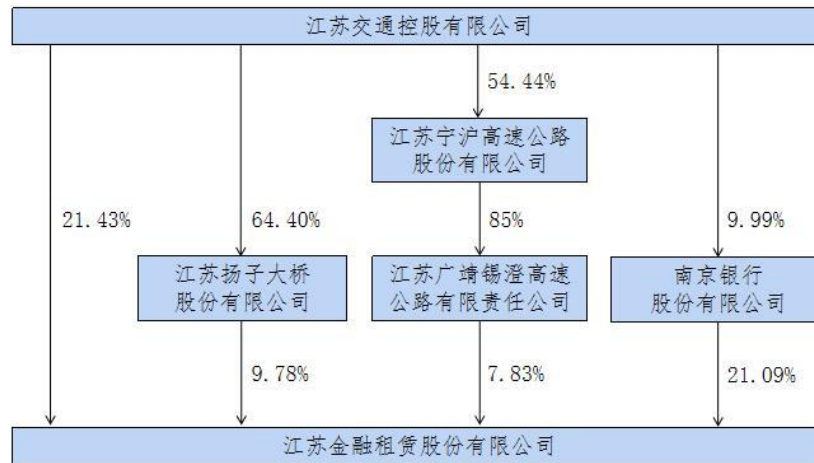 江苏交通控股有限公司
54.44%
江苏宁沪高速公路
股份有限公司
21.43%
64.40%
85%
9.99%
江苏扬子大桥
股份有限公司
江苏广靖锡澄高速
公路有限责任公司
南京银行
股份有限公司
9.78%
7.83%
21.09%
江苏金融租赁股份有限公司